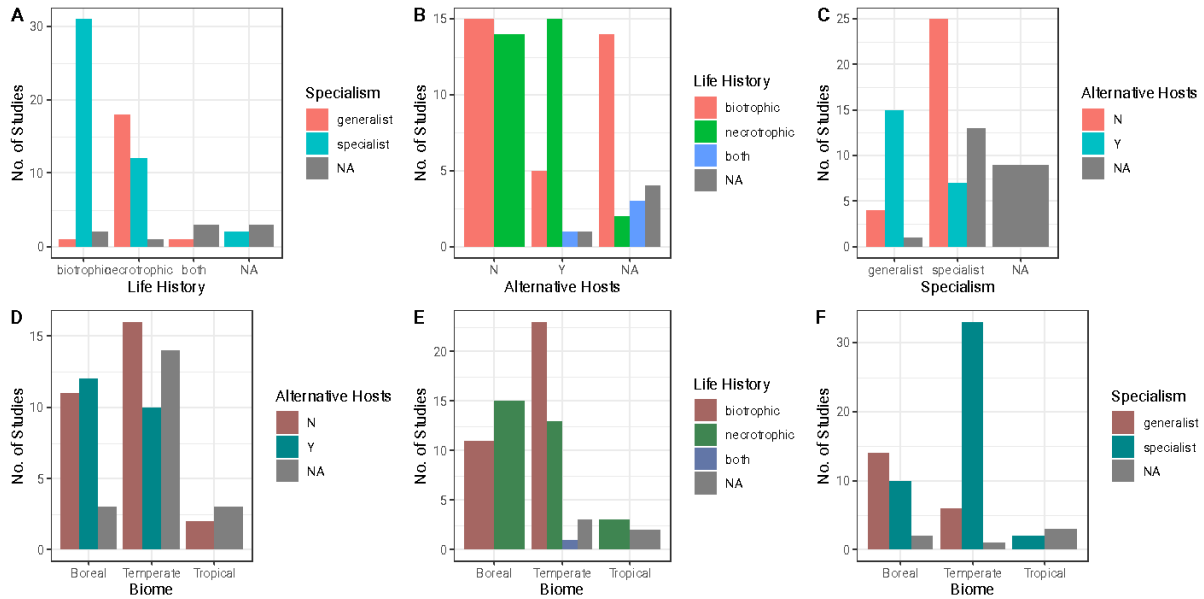 A
No. of Studies
30
20
10
0
biotrophic
necrotrophic
both
NA
Life History
Specialism
generalist
specialist
NA
B
No. of Studies
15
10
5
0
N
Y
NA
Alternative Hosts
Life History
biotrophic
necrotrophic
both
NA
C
No. of Studies
25
20
15
10
5
0
generalist
specialist
NA
Specialism
Alternative Hosts
N
Y
NA
D
No. of Studies
15
10
5
0
Boreal
Temperate
Tropical
Biome
Alternative Hosts
N
Y
NA
E
No. of Studies
20
15
10
5
0
Boreal
Temperate
Tropical
Biome
Life History
biotrophic
necrotrophic
both
NA
F
No. of Studies
30
20
10
0
Boreal
Temperate
Tropical
Biome
Specialism
generalist
specialist
NA